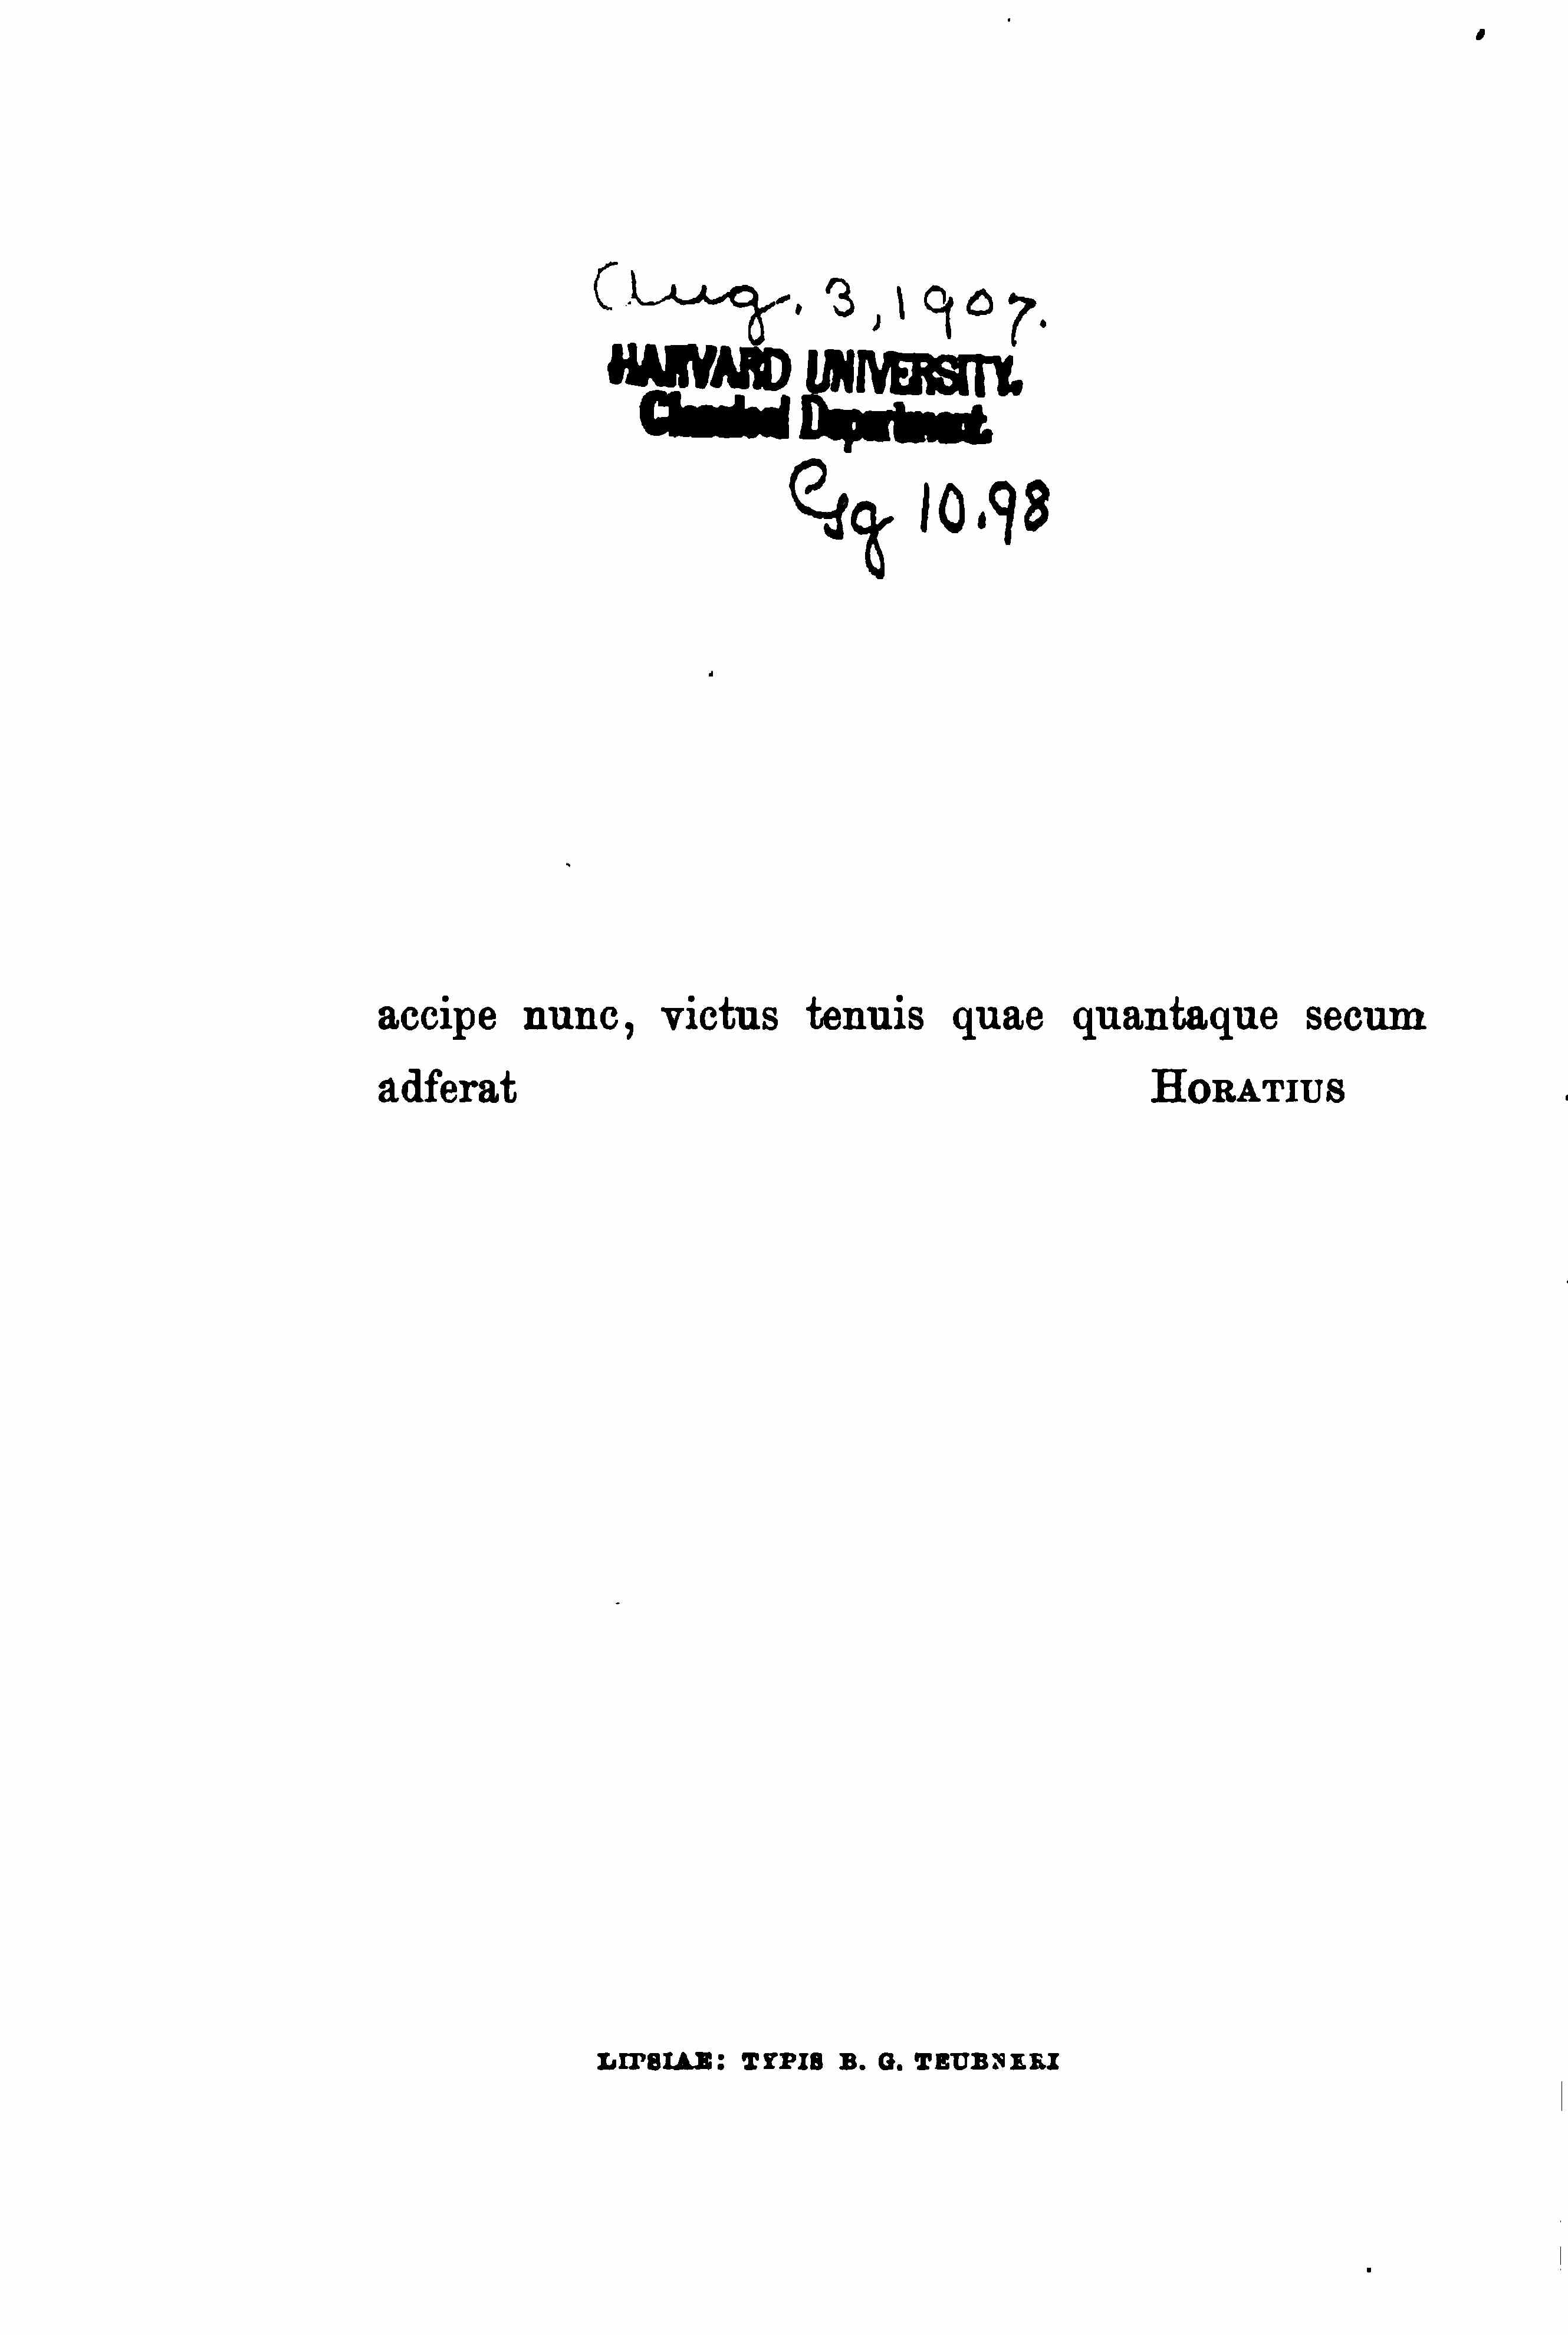 Aug. 3, 1907.
HARVARD UNIVERSITY.
Classical Department.
Gg 10.98
accipe nunc, victus tenuis quae quantaque secum
adferat HORATIUS
LIPSIAE: TYPIS B. G. TEUBNERI